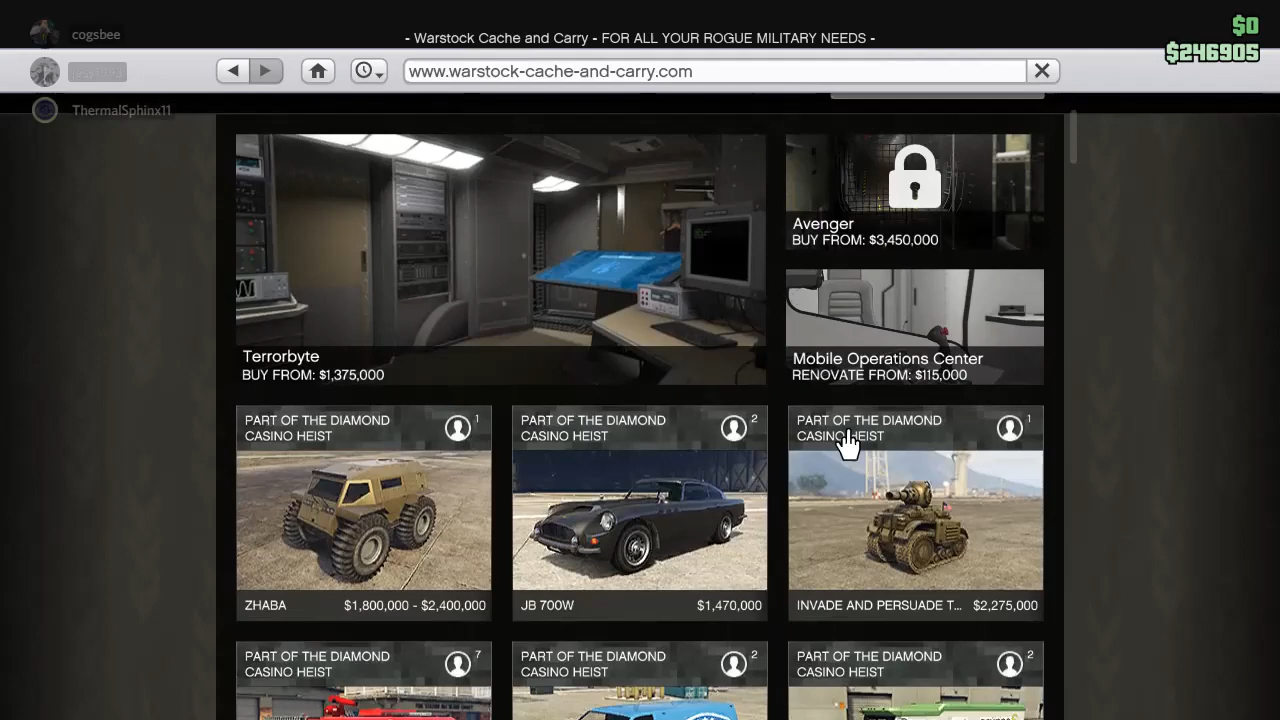 cogsbee
- Warstock Cache and Carry - FOR ALL YOUR ROGUE MILITARY NEEDS -
$0
$246905
www.warstock-cache-and-carry.com
ThermalSphinx11
Terrorbyte
BUY FROM: $1,375,000
Avenger
BUY FROM: $3,450,000
Mobile Operations Center
RENOVATE FROM: $115,000
PART OF THE DIAMOND
CASINO HEIST
1
ZHABA $1,800,000 - $2,400,000
PART OF THE DIAMOND
CASINO HEIST
2
JB 700W $1,470,000
PART OF THE DIAMOND
CASINO HEIST
1
INVADE AND PERSUADE T... $2,275,000
PART OF THE DIAMOND
CASINO HEIST
7
PART OF THE DIAMOND
CASINO HEIST
2
PART OF THE DIAMOND
CASINO HEIST
2